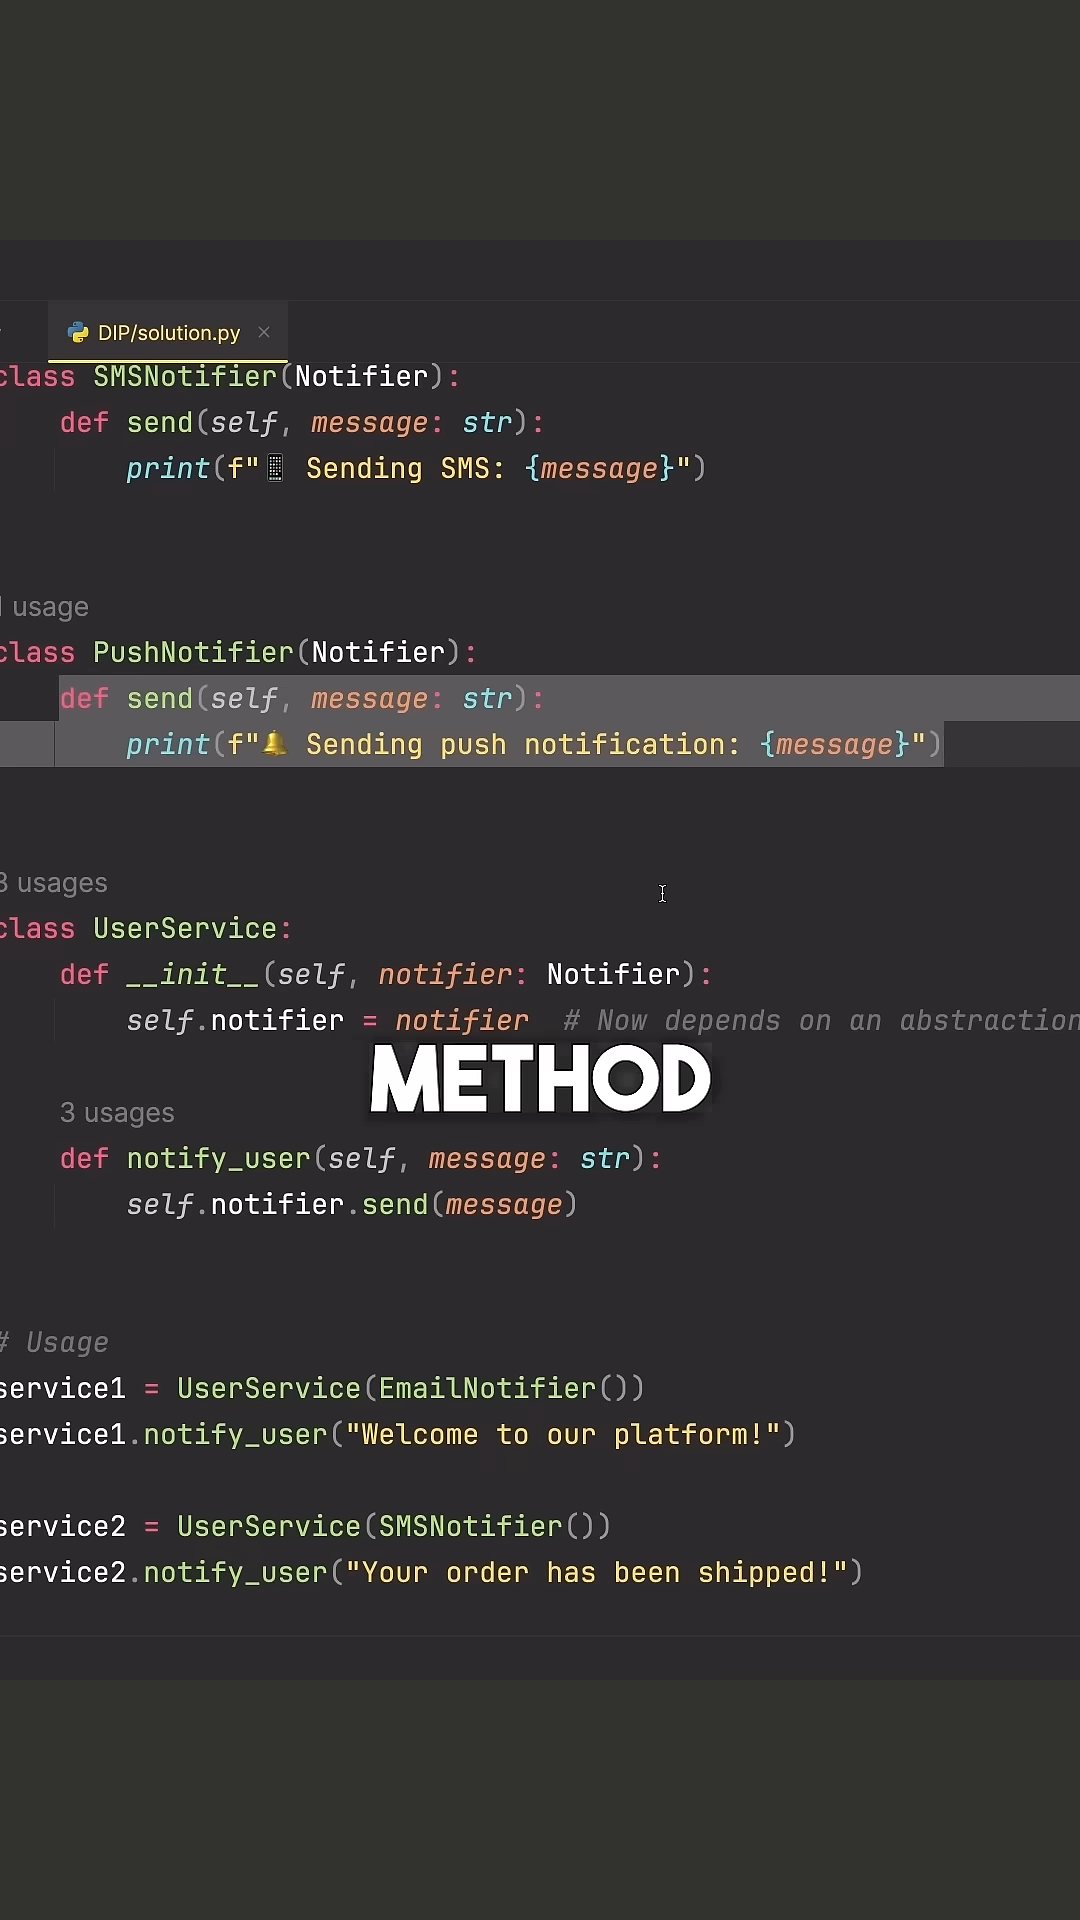 DIP/solution.py ×
class SMSNotifier(Notifier):
def send(self, message: str):
print(f"📱 Sending SMS: {message}")
1 usage
class PushNotifier(Notifier):
def send(self, message: str):
print(f"🔔 Sending push notification: {message}")
3 usages
class UserService:
def __init__(self, notifier: Notifier):
self.notifier = notifier  # Now depends on an abstraction
METHOD
3 usages
def notify_user(self, message: str):
self.notifier.send(message)
# Usage
service1 = UserService(EmailNotifier())
service1.notify_user("Welcome to our platform!")
service2 = UserService(SMSNotifier())
service2.notify_user("Your order has been shipped!")